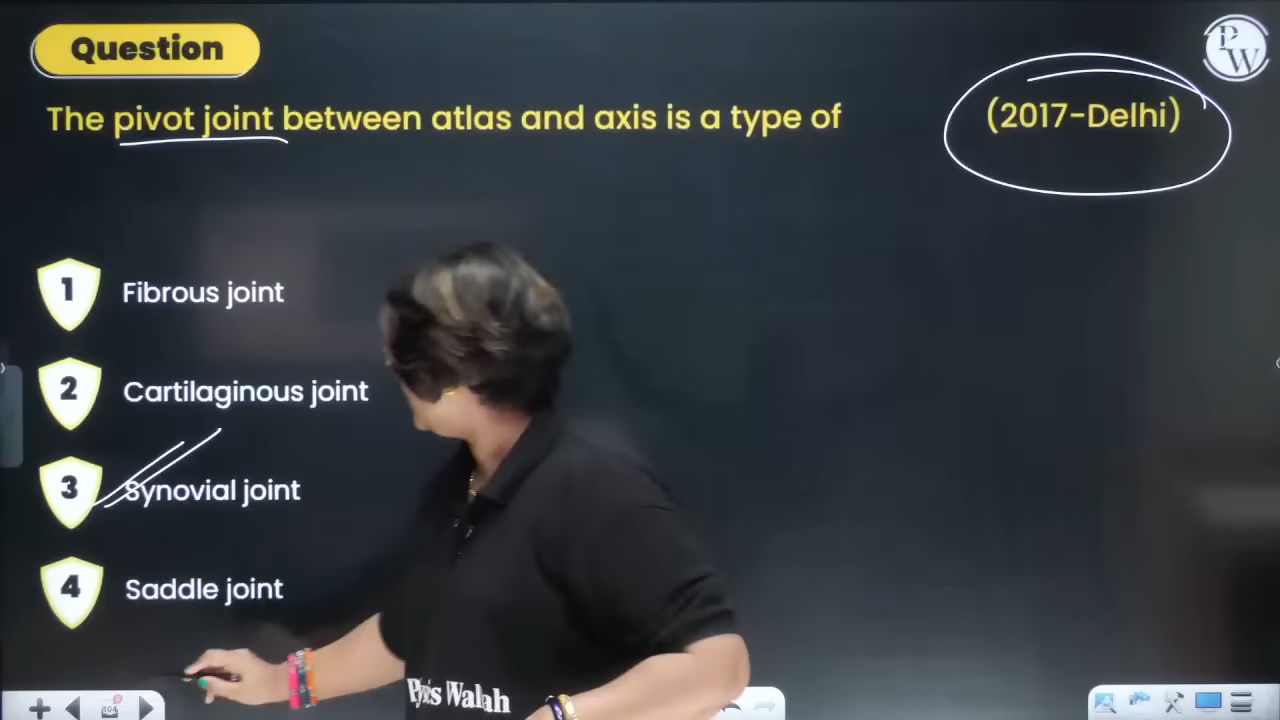 Question
PW
The pivot joint between atlas and axis is a type of (2017-Delhi)
1 Fibrous joint
2 Cartilaginous joint
3 Synovial joint
4 Saddle joint
Walah